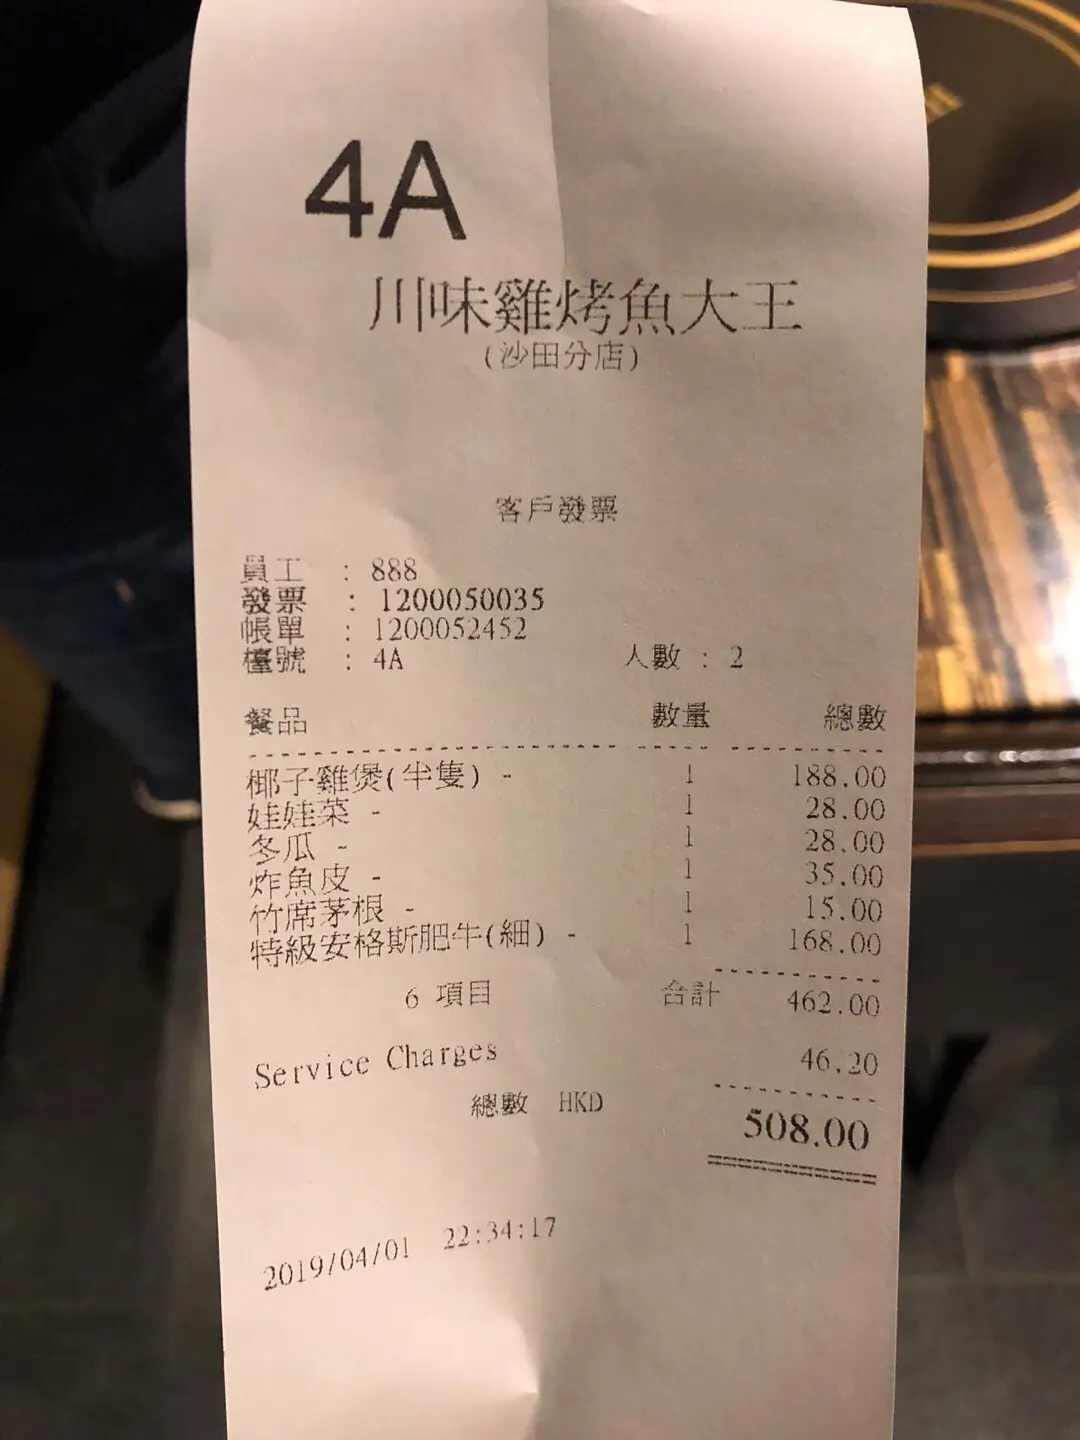 4A
川味雞烤魚大王
(沙田分店)
客戶發票
員工 : 888
發票 : 1200050035
帳單 : 1200052452
檯號 : 4A 人數 : 2
餐品 數量 總數
椰子雞煲(半隻) - 1 188.00
娃娃菜 - 1 28.00
冬瓜 - 1 28.00
炸魚皮 - 1 35.00
竹席茅根 - 1 15.00
特級安格斯肥牛(細) - 1 168.00
6 項目 合計 462.00
Service Charges 46.20
總數 HKD 508.00
2019/04/01 22:34:17